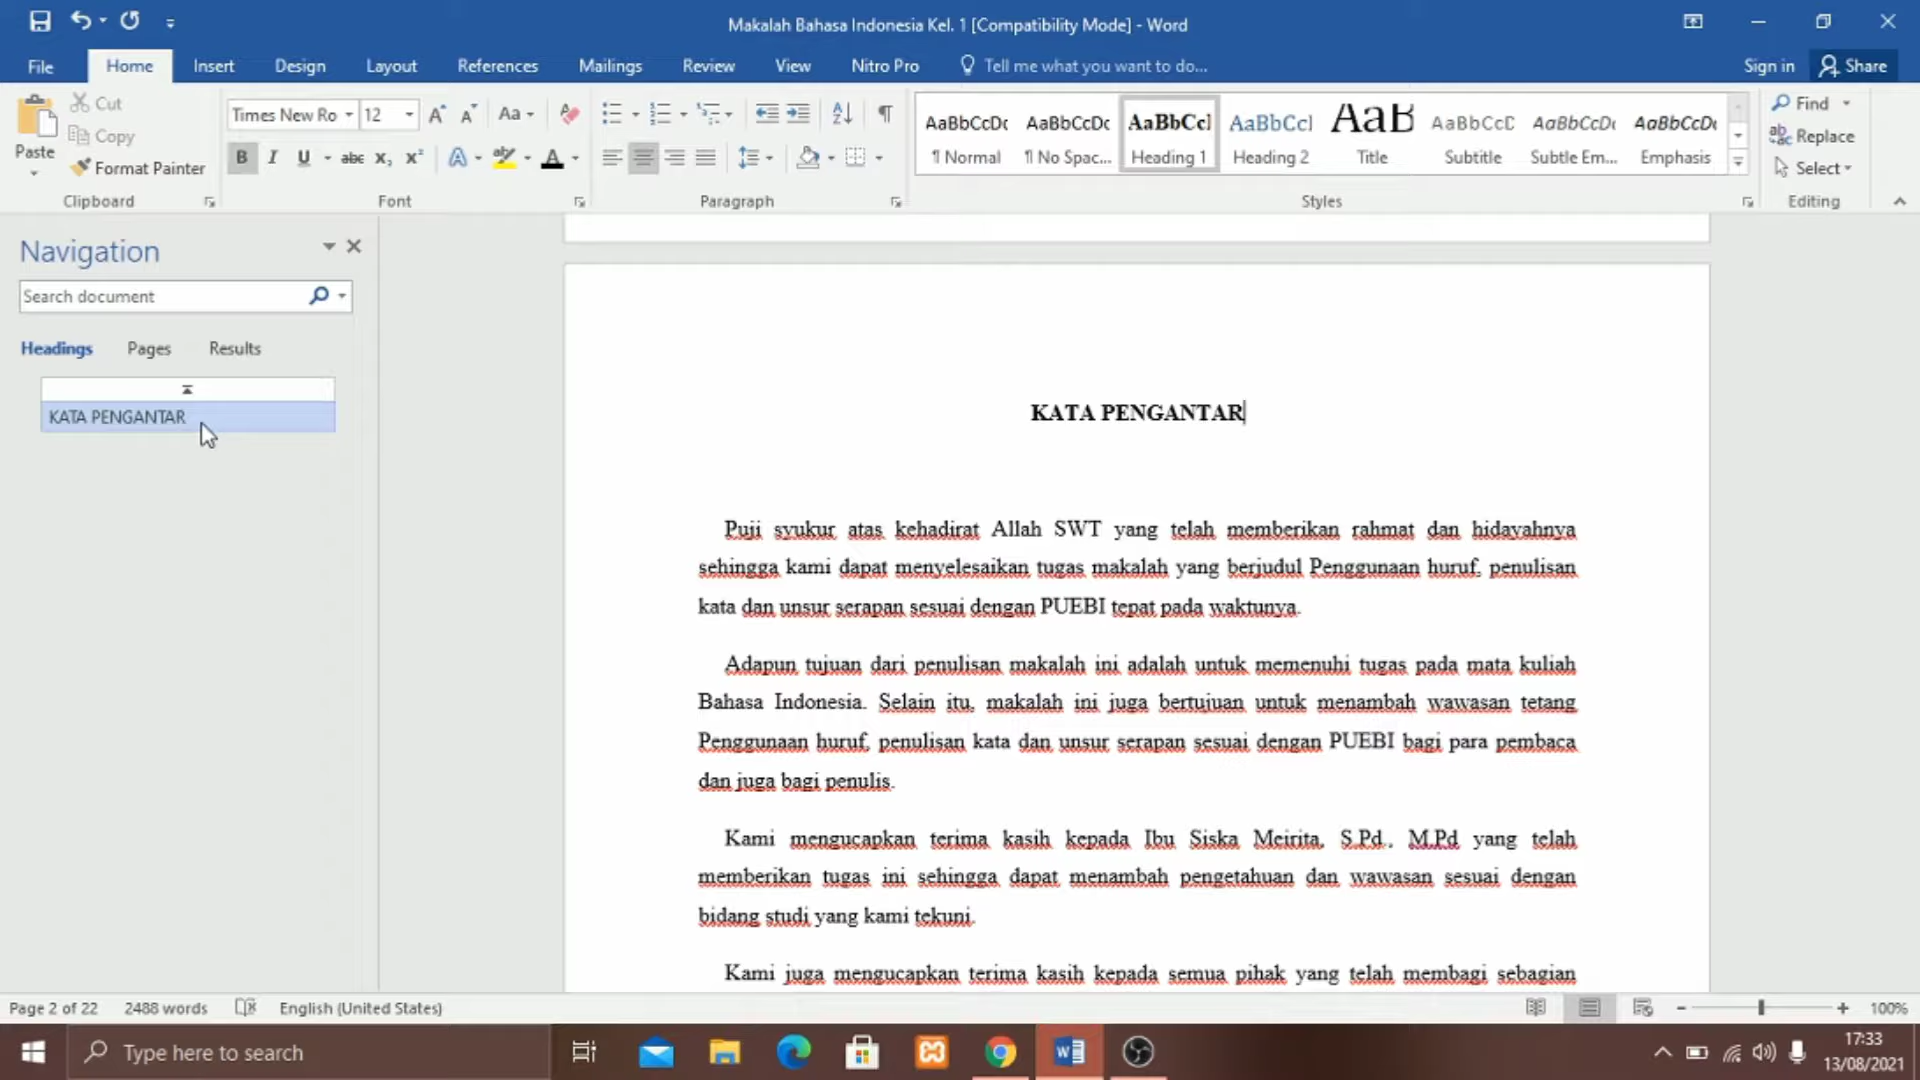 Makalah Bahasa Indonesia Kel. 1 [Compatibility Mode] - Word
File Home Insert Design Layout References Mailings Review View Nitro Pro Tell me what you want to do... Sign in Share
Paste
Cut
Copy
Format Painter
Clipboard
Times New Ro 12
Font
Paragraph
AaBbCcDc AaBbCcDc AaBbCcI AaBbCcI AaB AaBbCcD AaBbCcDt AaBbCcDt
¶ Normal ¶ No Spac... Heading 1 Heading 2 Title Subtitle Subtle Em... Emphasis
Styles
Find
Replace
Select
Editing
Navigation
Search document
Headings Pages Results
KATA PENGANTAR
KATA PENGANTAR
Puji syukur atas kehadirat Allah SWT yang telah memberikan rahmat dan hidayahnya
sehingga kami dapat menyelesaikan tugas makalah yang berjudul Penggunaan huruf, penulisan
kata dan unsur serapan sesuai dengan PUEBI tepat pada waktunya.
Adapun tujuan dari penulisan makalah ini adalah untuk memenuhi tugas pada mata kuliah
Bahasa Indonesia. Selain itu, makalah ini juga bertujuan untuk menambah wawasan tetang
Penggunaan huruf, penulisan kata dan unsur serapan sesuai dengan PUEBI bagi para pembaca
dan juga bagi penulis.
Kami mengucapkan terima kasih kepada Ibu Siska Meirita, S.Pd., M.Pd yang telah
memberikan tugas ini sehingga dapat menambah pengetahuan dan wawasan sesuai dengan
bidang studi yang kami tekuni.
Kami juga mengucapkan terima kasih kepada semua pihak yang telah membagi sebagian
Page 2 of 22 2488 words English (United States) 100%
Type here to search
17:33
13/08/2021